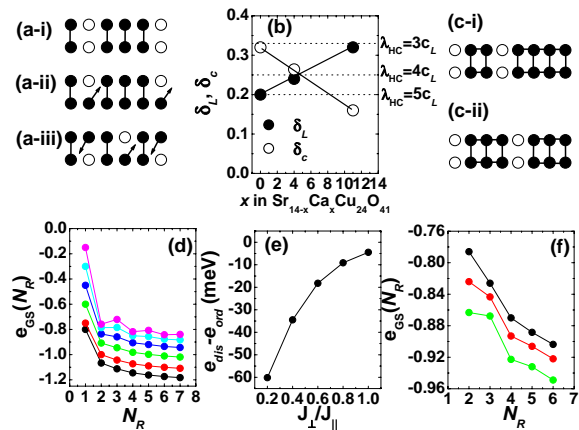 (a-i)
(a-ii)
(a-iii)
(b)
0.4
0.3
0.2
0.1
0.0
δL, δc
λHC=3cL
λHC=4cL
λHC=5cL
δL
δc
0 2 4 6 8 10 12 14
x in Sr14-xCaxCu24O41
(c-i)
(c-ii)
(d)
0.0
-0.2
-0.4
-0.6
-0.8
-1.0
-1.2
eGS(NR)
0 1 2 3 4 5 6 7 8
NR
(e)
0
-10
-20
-30
-40
-50
-60
edis-eord (meV)
0.2 0.4 0.6 0.8 1.0
J⊥/J||
(f)
-0.76
-0.80
-0.84
-0.88
-0.92
-0.96
eGS(NR)
1 2 3 4 5 6 7
NR